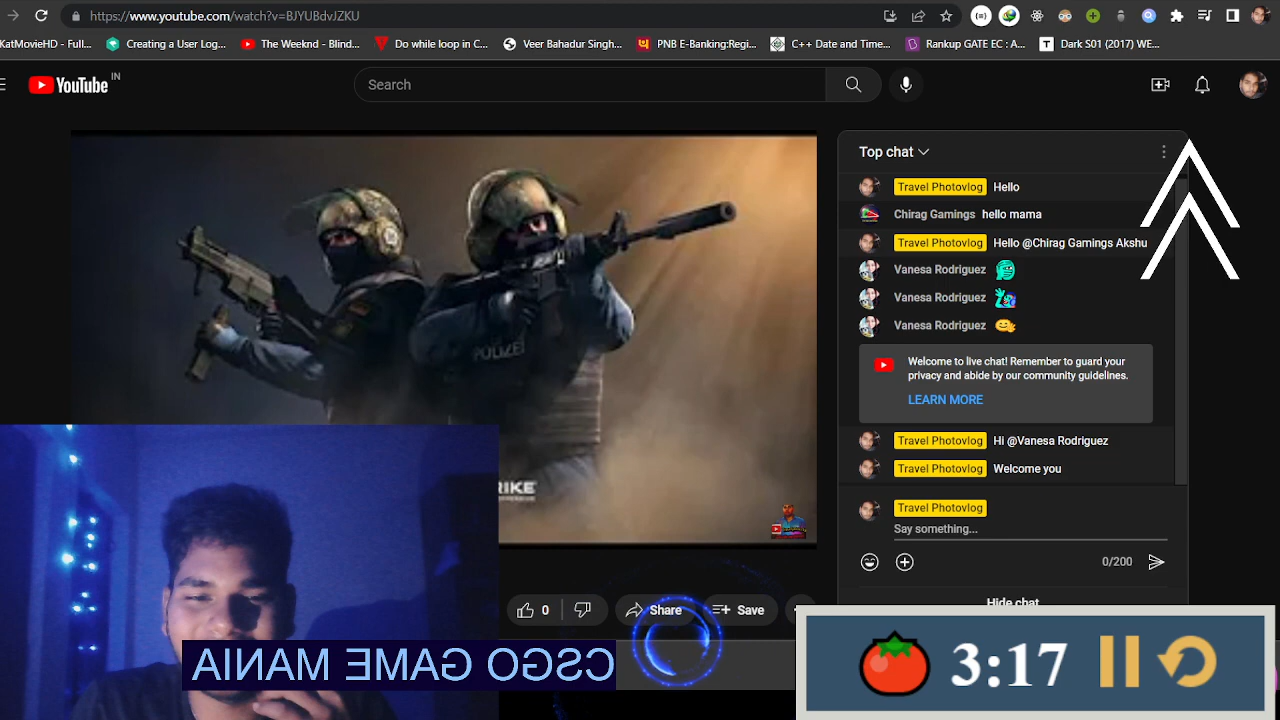 https://www.youtube.com/watch?v=BJYUBdvJZKU
KatMovieHD - Full...
Creating a User Log...
The Weeknd - Blind...
Do while loop in C...
Veer Bahadur Singh...
PNB E-Banking:Regi...
C++ Date and Time...
Rankup GATE EC : A...
Dark S01 (2017) WE...
YouTube IN
Search
Top chat
Travel Photovlog Hello
Chirag Gamings hello mama
Travel Photovlog Hello @Chirag Gamings Akshu
Vanesa Rodriguez
Vanesa Rodriguez
Vanesa Rodriguez
Welcome to live chat! Remember to guard your
privacy and abide by our community guidelines.
LEARN MORE
Travel Photovlog Hi @Vanesa Rodriguez
Travel Photovlog Welcome you
Travel Photovlog
Say something...
0/200
Hide chat
POLIZEI
RIKE
0
Share
Save
CSGO GAME MANIA
3:17